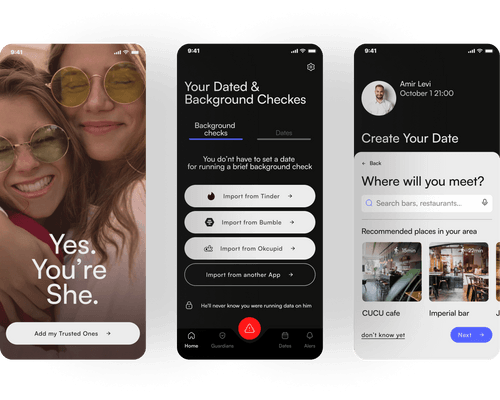 9:41
Yes.
You're
She.
Add my Trusted Ones →
9:41
Your Dated &
Background Checkes
Background
checks
Dates
You do'nt have to set a date
for running a brief background check
Import from Tinder →
Import from Bumble →
Import from Okcupid →
Import from another App →
He'll never know you were running data on him
Home
Guardians
Dates
Alers
9:41
Amir Levi
October 1 21:00
Create Your Date
← Back
Where will you meet?
Search bars, restaurants...
Recommended places in your area
22min
CUCU cafe
Imperial bar
don't know yet
Next →